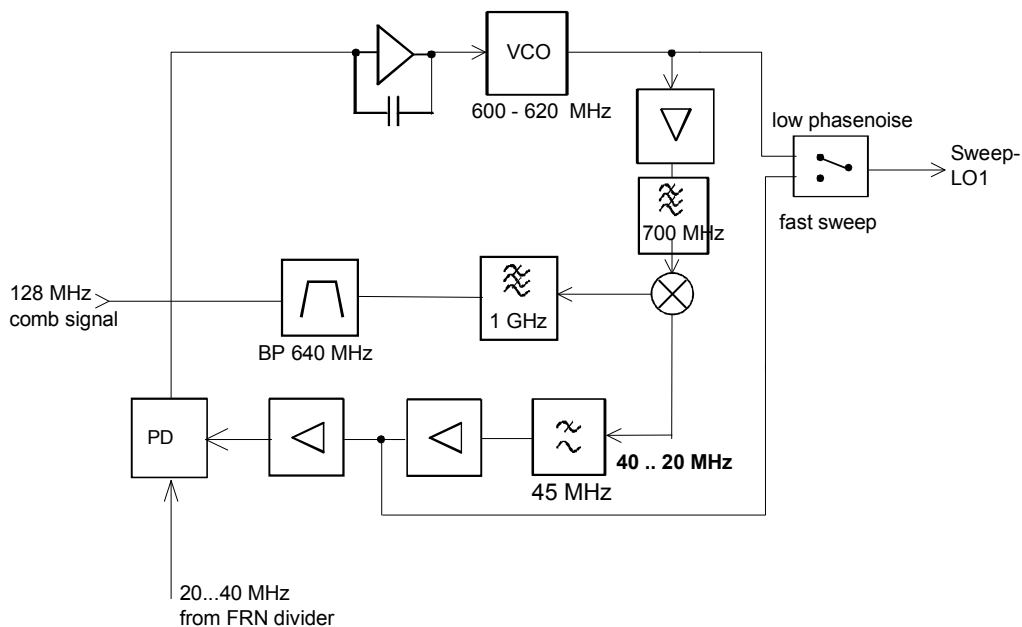 VCO
600 - 620  MHz
low phasenoise
Sweep-
LO1
fast sweep
700 MHz
128 MHz
comb signal
BP 640 MHz
1 GHz
PD
40 .. 20 MHz
45 MHz
20...40 MHz
from FRN divider